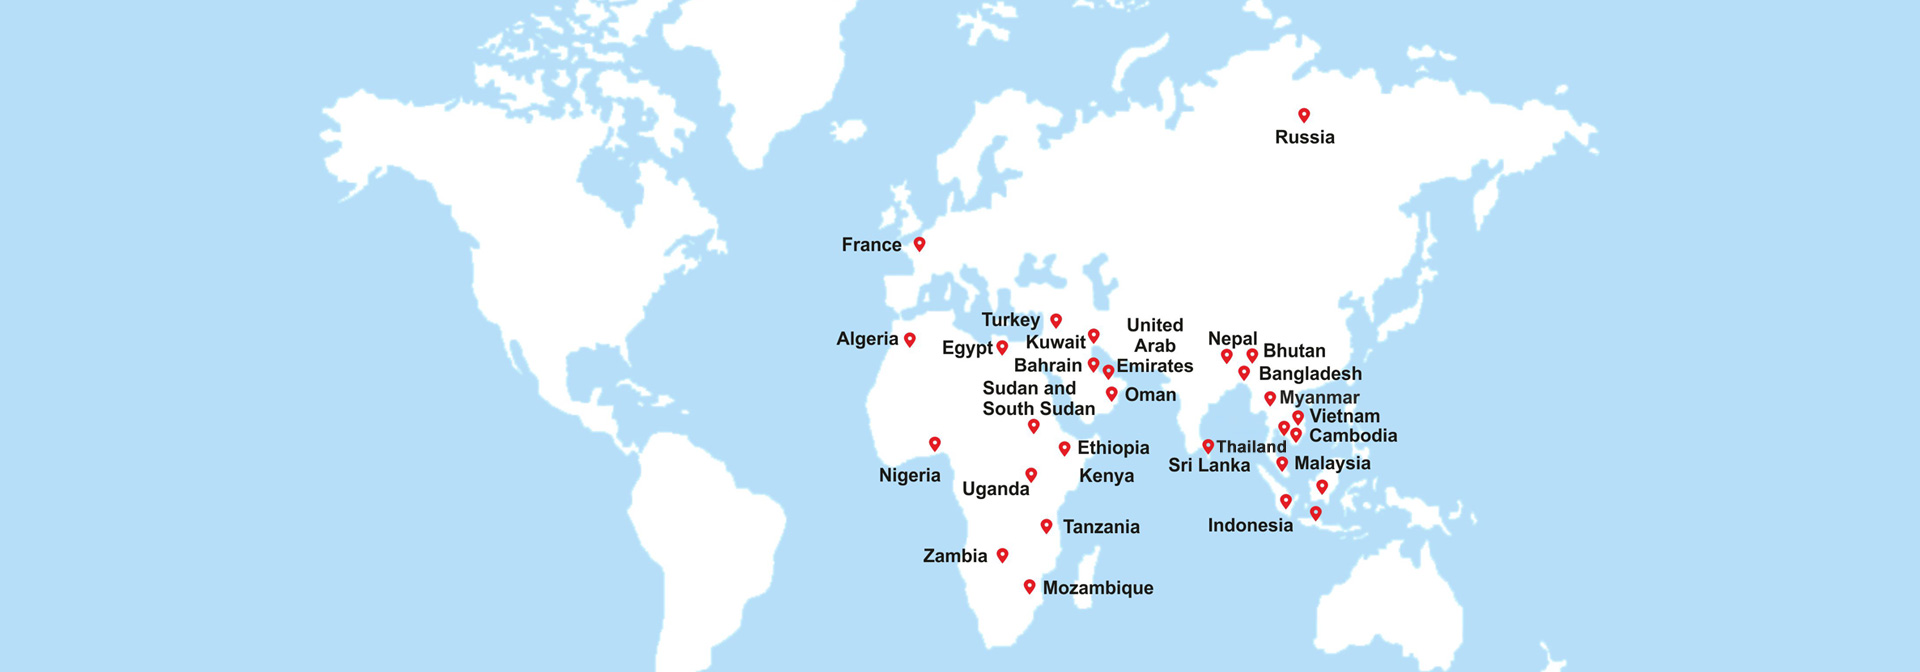 Russia
France
Turkey
United
Arab
Emirates
Algeria
Egypt
Kuwait
Nepal
Bhutan
Bahrain
Bangladesh
Sudan and
South Sudan
Oman
Myanmar
Vietnam
Cambodia
Thailand
Ethiopia
Sri Lanka
Malaysia
Nigeria
Kenya
Uganda
Indonesia
Tanzania
Zambia
Mozambique